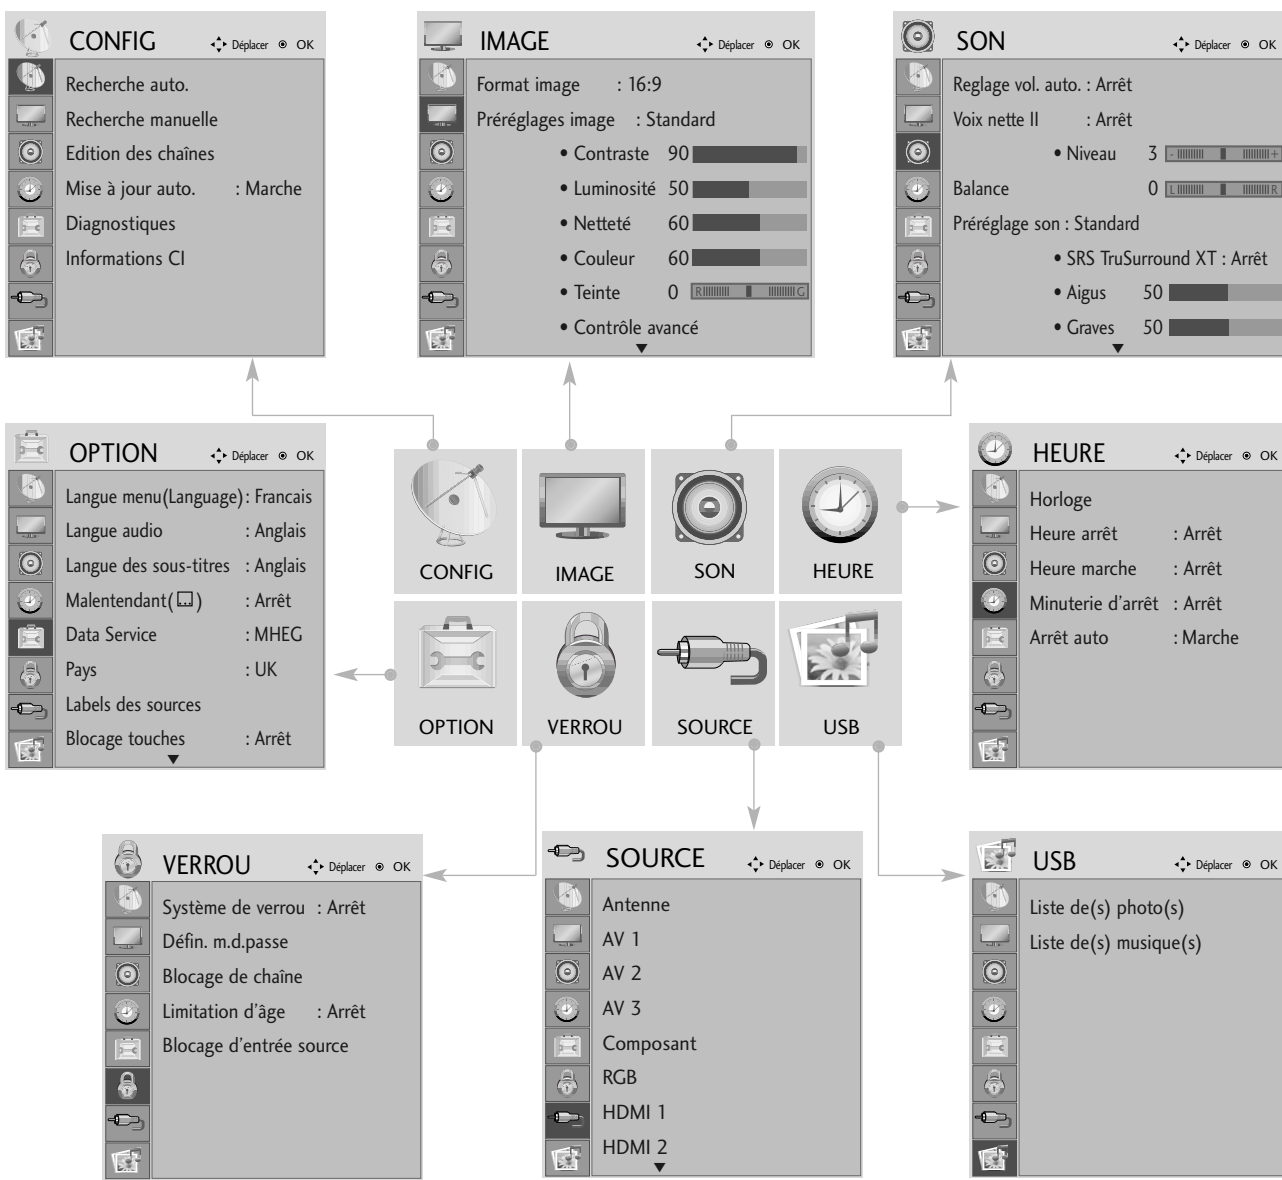 CONFIG Déplacer OK
Recherche auto.
Recherche manuelle
Edition des chaînes
Mise à jour auto. : Marche
Diagnostiques
Informations CI
IMAGE Déplacer OK
Format image : 16:9
Préréglages image : Standard
• Contraste 90
• Luminosité 50
• Netteté 60
• Couleur 60
• Teinte 0 R G
• Contrôle avancé
SON Déplacer OK
Reglage vol. auto. : Arrêt
Voix nette II : Arrêt
• Niveau 3 - +
Balance 0 L R
Préréglage son : Standard
• SRS TruSurround XT : Arrêt
• Aigus 50
• Graves 50
OPTION Déplacer OK
Langue menu(Language) : Francais
Langue audio : Anglais
Langue des sous-titres : Anglais
Malentendant( ) : Arrêt
Data Service : MHEG
Pays : UK
Labels des sources
Blocage touches : Arrêt
CONFIG IMAGE SON HEURE
OPTION VERROU SOURCE USB
HEURE Déplacer OK
Horloge
Heure arrêt : Arrêt
Heure marche : Arrêt
Minuterie d'arrêt : Arrêt
Arrêt auto : Marche
VERROU Déplacer OK
Système de verrou : Arrêt
Défin. m.d.passe
Blocage de chaîne
Limitation d'âge : Arrêt
Blocage d'entrée source
SOURCE Déplacer OK
Antenne
AV 1
AV 2
AV 3
Composant
RGB
HDMI 1
HDMI 2
USB Déplacer OK
Liste de(s) photo(s)
Liste de(s) musique(s)